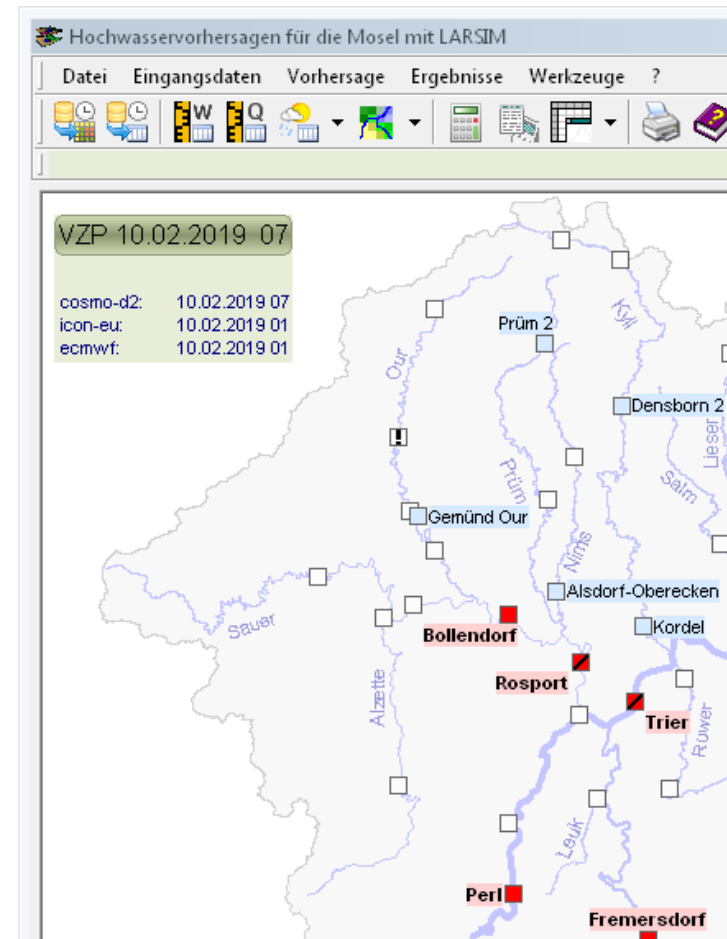 Hochwasservorhersagen für die Mosel mit LARSIM
Datei Eingangsdaten Vorhersage Ergebnisse Werkzeuge ?
W Q ?
VZP 10.02.2019 07
cosmo-d2: 10.02.2019 07
icon-eu: 10.02.2019 01
ecmwf: 10.02.2019 01
Kyll
Prüm 2
Our
Densborn 2
Lieser
!
Prüm
Salm
Gemünd Our
Nims
Alsdorf-Oberecken
Sauer
Kordel
Bollendorf
Rosport
Alzette
Trier
Ruwer
Leuk
Perl
Fremersdorf